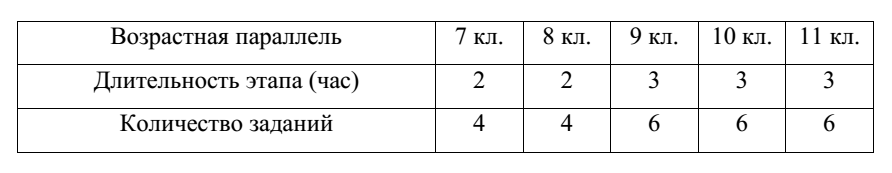 Возрастная параллель 7 кл. 8 кл. 9 кл. 10 кл. 11 кл.
Длительность этапа (час) 2 2 3 3 3
Количество заданий 4 4 6 6 6